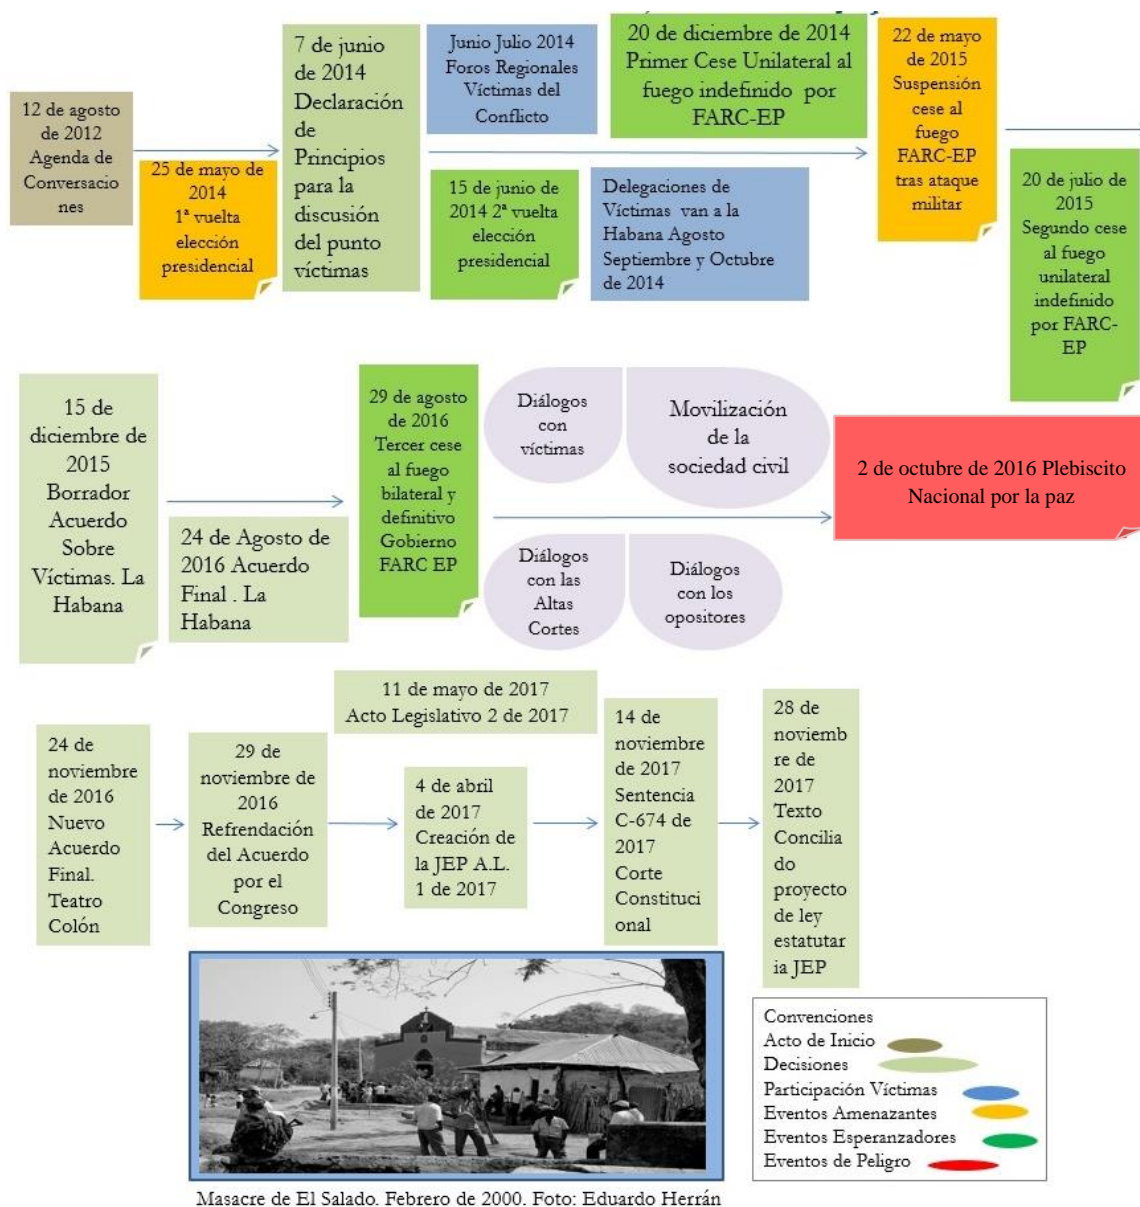 12 de agosto
de 2012
Agenda de
Conversacio
nes
25 de mayo de
2014
1ª vuelta
elección
presidencial
7 de junio
de 2014
Declaración
de
Principios
para la
discusión
del punto
víctimas
Junio Julio 2014
Foros Regionales
Víctimas del
Conflicto
15 de junio de
2014 2ª vuelta
elección
presidencial
20 de diciembre de 2014
Primer Cese Unilateral al
fuego indefinido por
FARC-EP
Delegaciones de
Víctimas van a la
Habana Agosto
Septiembre y Octubre
de 2014
22 de mayo
de 2015
Suspensión
cese al
fuego
FARC-EP
tras ataque
militar
20 de julio de
2015
Segundo cese
al fuego
unilateral
indefinido
por FARC-
EP
15 de
diciembre de
2015
Borrador
Acuerdo
Sobre
Víctimas. La
Habana
24 de Agosto de
2016 Acuerdo
Final . La
Habana
29 de agosto
de 2016
Tercer cese
al fuego
bilateral y
definitivo
Gobierno
FARC EP
Diálogos
con
víctimas
Movilización
de la
sociedad civil
Diálogos
con las
Altas
Cortes
Diálogos
con los
opositores
2 de octubre de 2016 Plebiscito
Nacional por la paz
24 de
noviembre
de 2016
Nuevo
Acuerdo
Final.
Teatro
Colón
29 de
noviembre de
2016
Refrendación
del Acuerdo
por el
Congreso
11 de mayo de 2017
Acto Legislativo 2 de 2017
4 de abril
de 2017
Creación de
la JEP A.L.
1 de 2017
14 de
noviembre
de 2017
Sentencia
C-674 de
2017
Corte
Constituci
onal
28 de
noviemb
re de
2017
Texto
Concilia
do
proyecto
de ley
estatutar
ia JEP
Convenciones
Acto de Inicio
Decisiones
Participación Víctimas
Eventos Amenazantes
Eventos Esperanzadores
Eventos de Peligro
Masacre de El Salado. Febrero de 2000. Foto: Eduardo Herrán